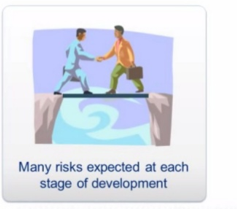 Many risks expected at each
stage of development